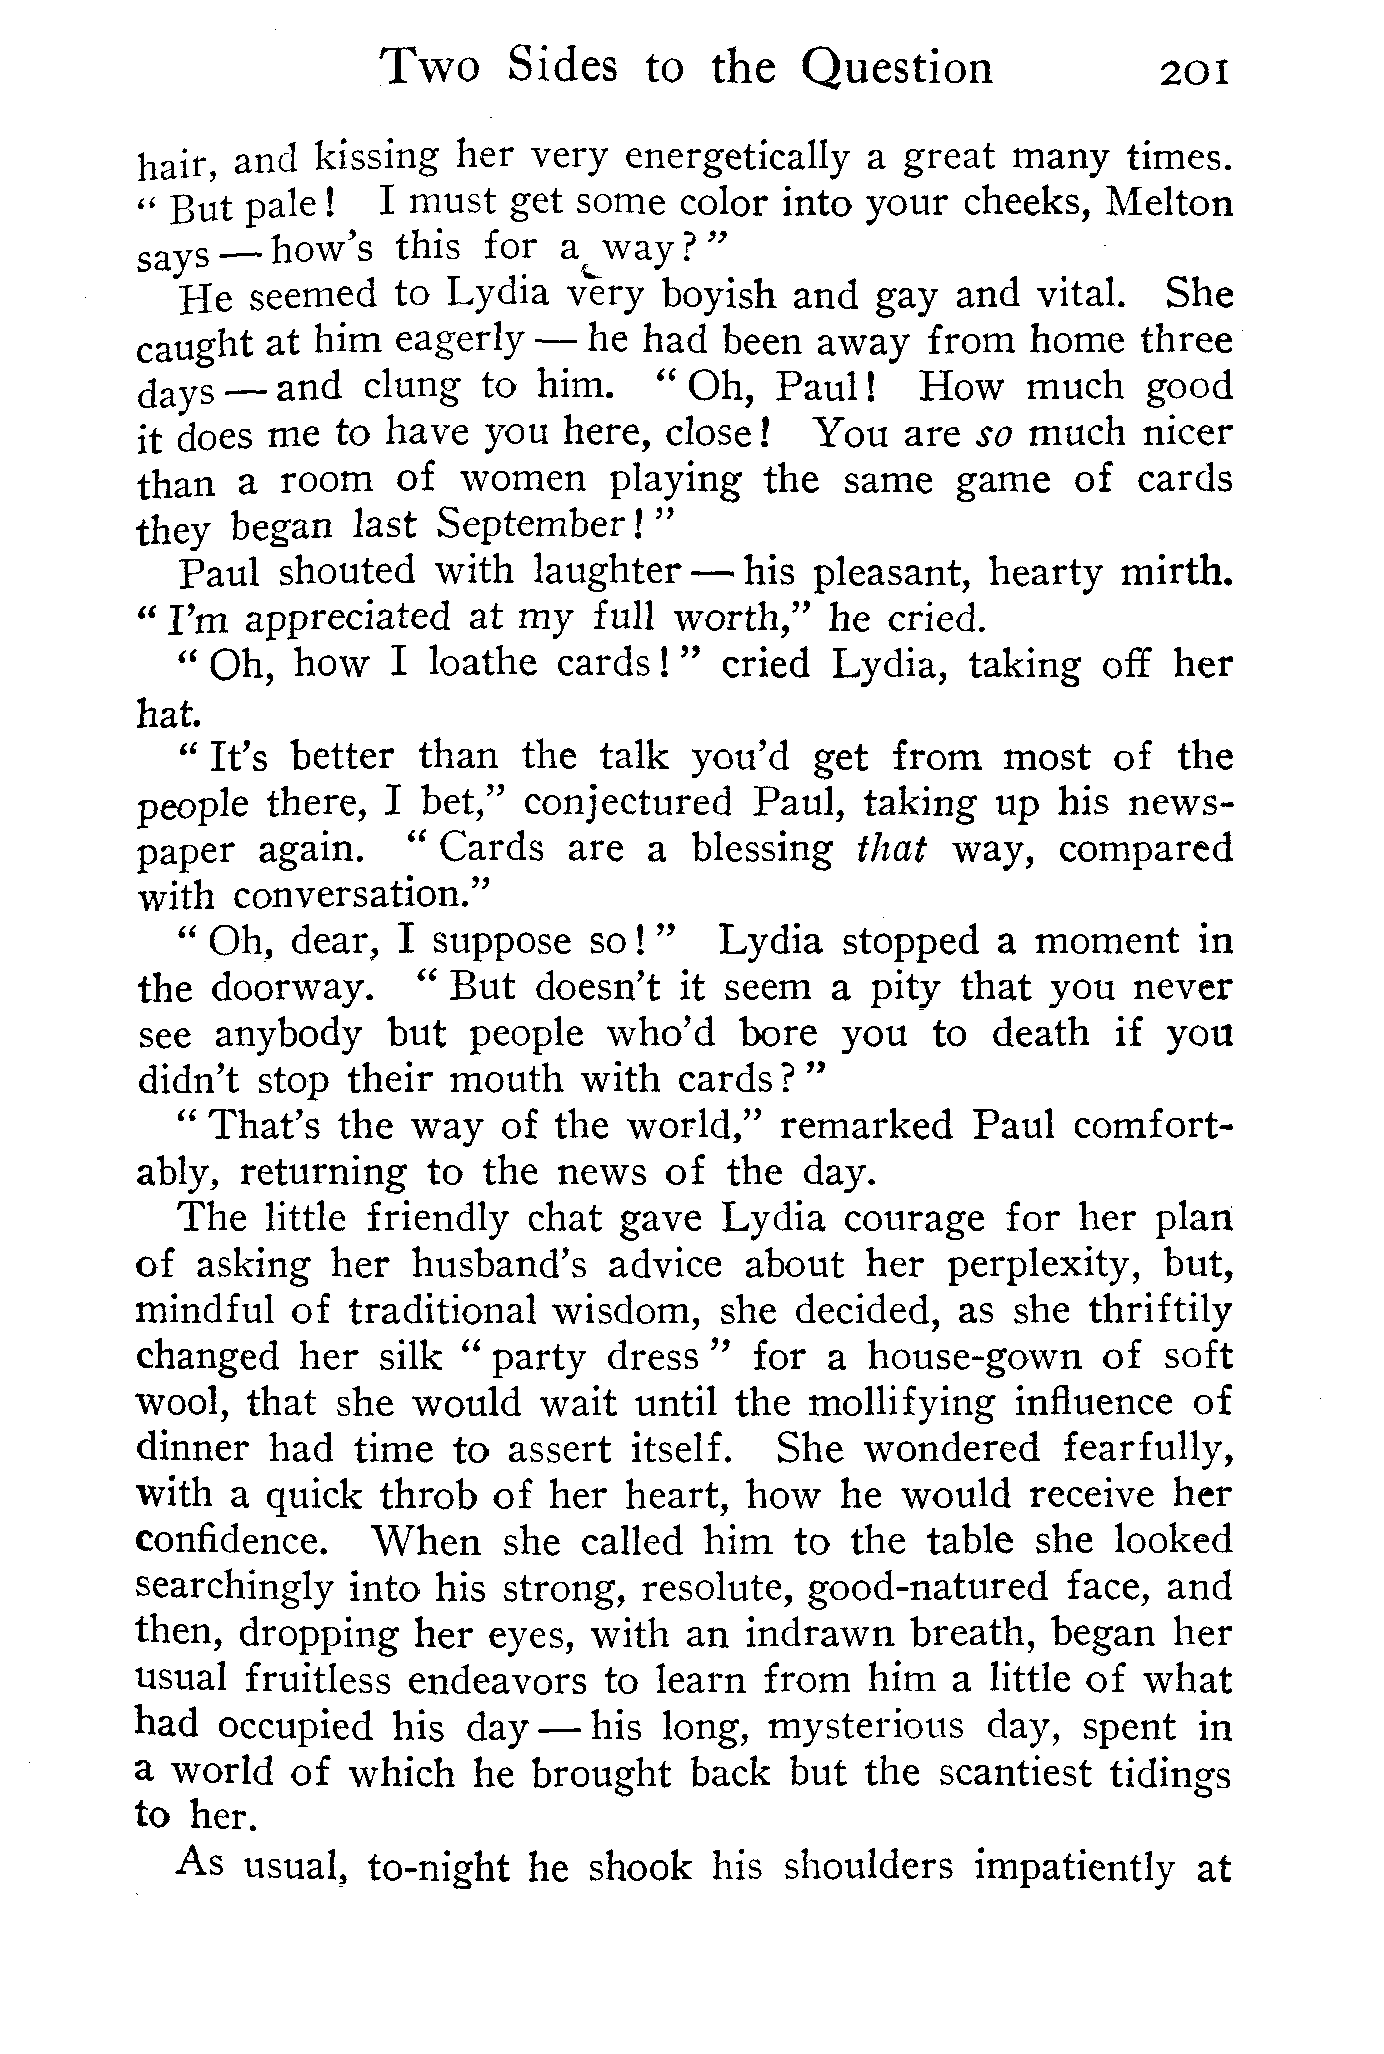 Two Sides to the Question 201
hair, and kissing her very energetically a great many times.
" But pale! I must get some color into your cheeks, Melton
says — how's this for a way?"
He seemed to Lydia very boyish and gay and vital. She
caught at him eagerly — he had been away from home three
days — and clung to him. " Oh, Paul! How much good
it does me to have you here, close! You are so much nicer
than a room of women playing the same game of cards
they began last September!"
Paul shouted with laughter — his pleasant, hearty mirth.
" I'm appreciated at my full worth," he cried.
" Oh, how I loathe cards!" cried Lydia, taking off her
hat.
" It's better than the talk you'd get from most of the
people there, I bet," conjectured Paul, taking up his news-
paper again. " Cards are a blessing that way, compared
with conversation."
" Oh, dear, I suppose so!" Lydia stopped a moment in
the doorway. " But doesn't it seem a pity that you never
see anybody but people who'd bore you to death if you
didn't stop their mouth with cards?"
" That's the way of the world," remarked Paul comfort-
ably, returning to the news of the day.
The little friendly chat gave Lydia courage for her plan
of asking her husband's advice about her perplexity, but,
mindful of traditional wisdom, she decided, as she thriftily
changed her silk " party dress " for a house-gown of soft
wool, that she would wait until the mollifying influence of
dinner had time to assert itself. She wondered fearfully,
with a quick throb of her heart, how he would receive her
confidence. When she called him to the table she looked
searchingly into his strong, resolute, good-natured face, and
then, dropping her eyes, with an indrawn breath, began her
usual fruitless endeavors to learn from him a little of what
had occupied his day — his long, mysterious day, spent in
a world of which he brought back but the scantiest tidings
to her.
As usual, to-night he shook his shoulders impatiently at